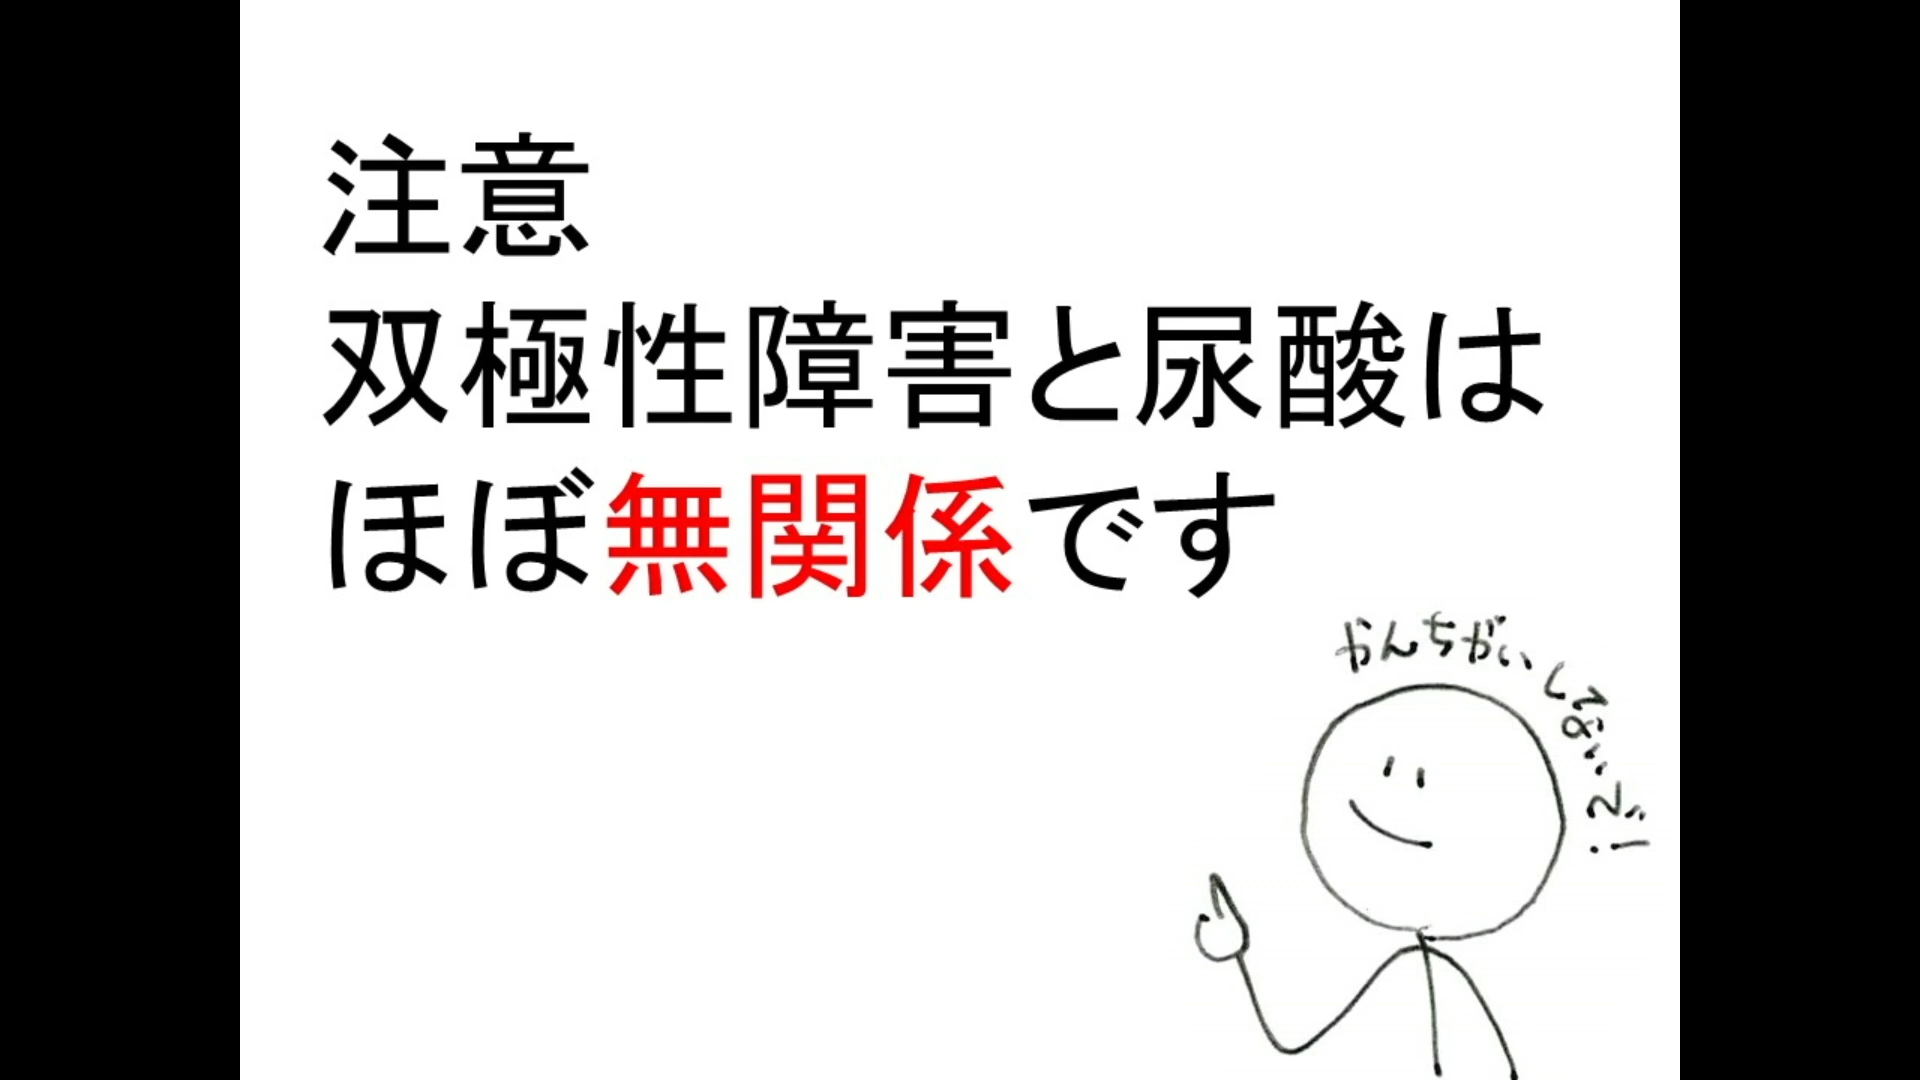 注意
双極性障害と尿酸は
ほぼ無関係です
かんちがいしないで!